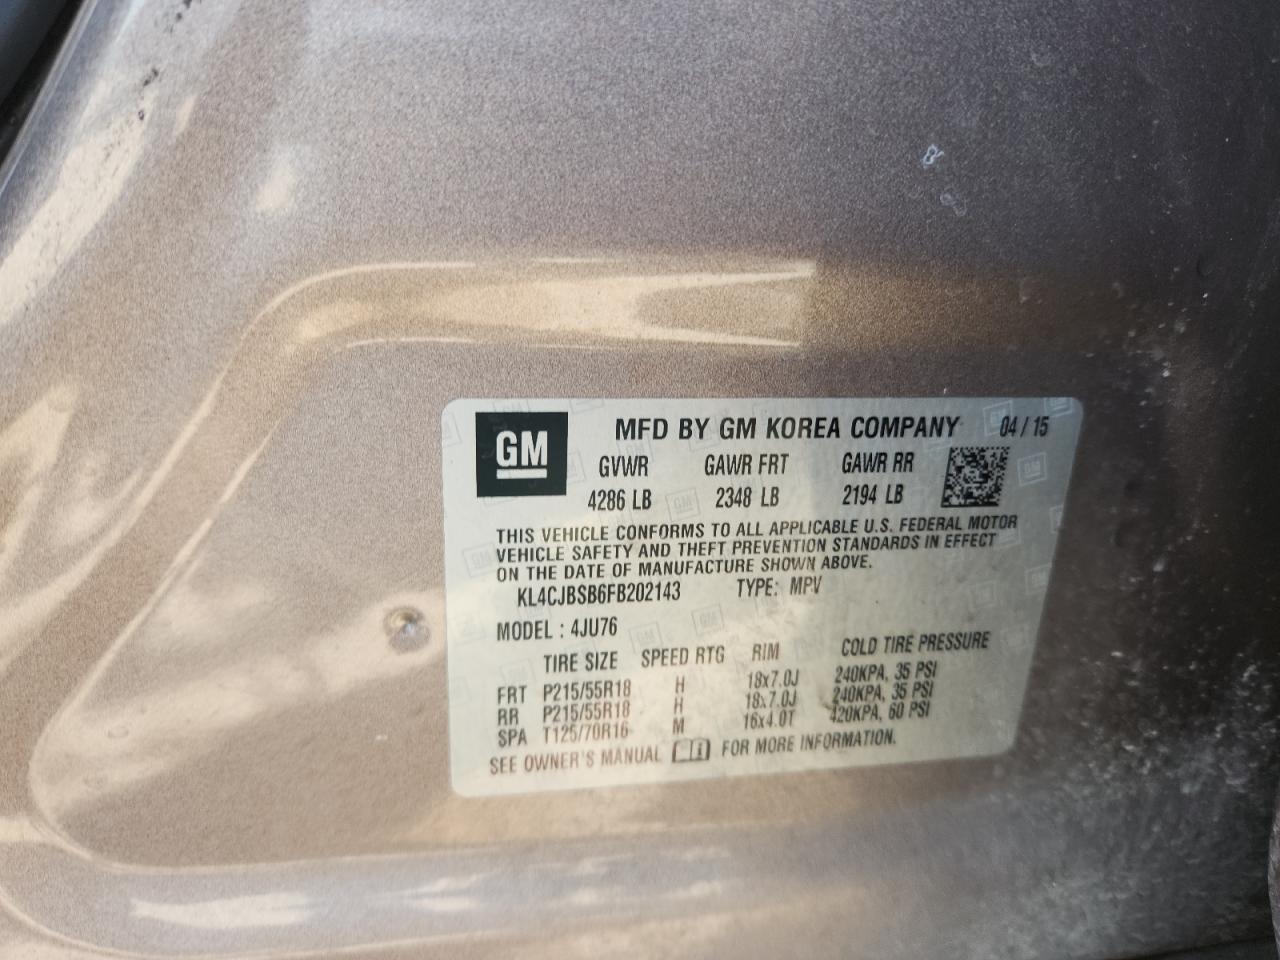 GM
MFD BY GM KOREA COMPANY 04 / 15
GVWR GAWR FRT GAWR RR
4286 LB 2348 LB 2194 LB
THIS VEHICLE CONFORMS TO ALL APPLICABLE U.S. FEDERAL MOTOR
VEHICLE SAFETY AND THEFT PREVENTION STANDARDS IN EFFECT
ON THE DATE OF MANUFACTURE SHOWN ABOVE.
KL4CJBSB6FB202143 TYPE: MPV
MODEL : 4JU76
TIRE SIZE SPEED RTG RIM COLD TIRE PRESSURE
FRT P215/55R18 H 18x7.0J 240KPA, 35 PSI
RR P215/55R18 H 18x7.0J 240KPA, 35 PSI
SPA T125/70R16 M 16x4.0T 420KPA, 60 PSI
SEE OWNER'S MANUAL FOR MORE INFORMATION.